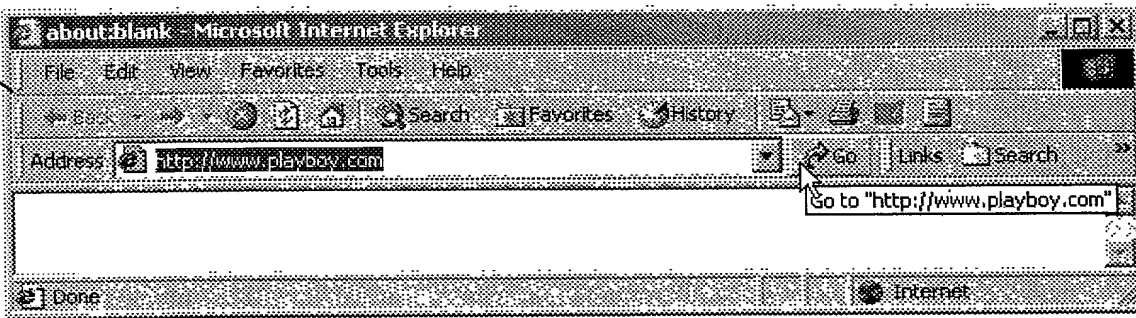 about:blank - Microsoft Internet Explorer
File Edit View Favorites Tools Help
Back Search Favorites History
Address http://www.playboy.com Go Links Search »
Go to "http://www.playboy.com"
Done Internet